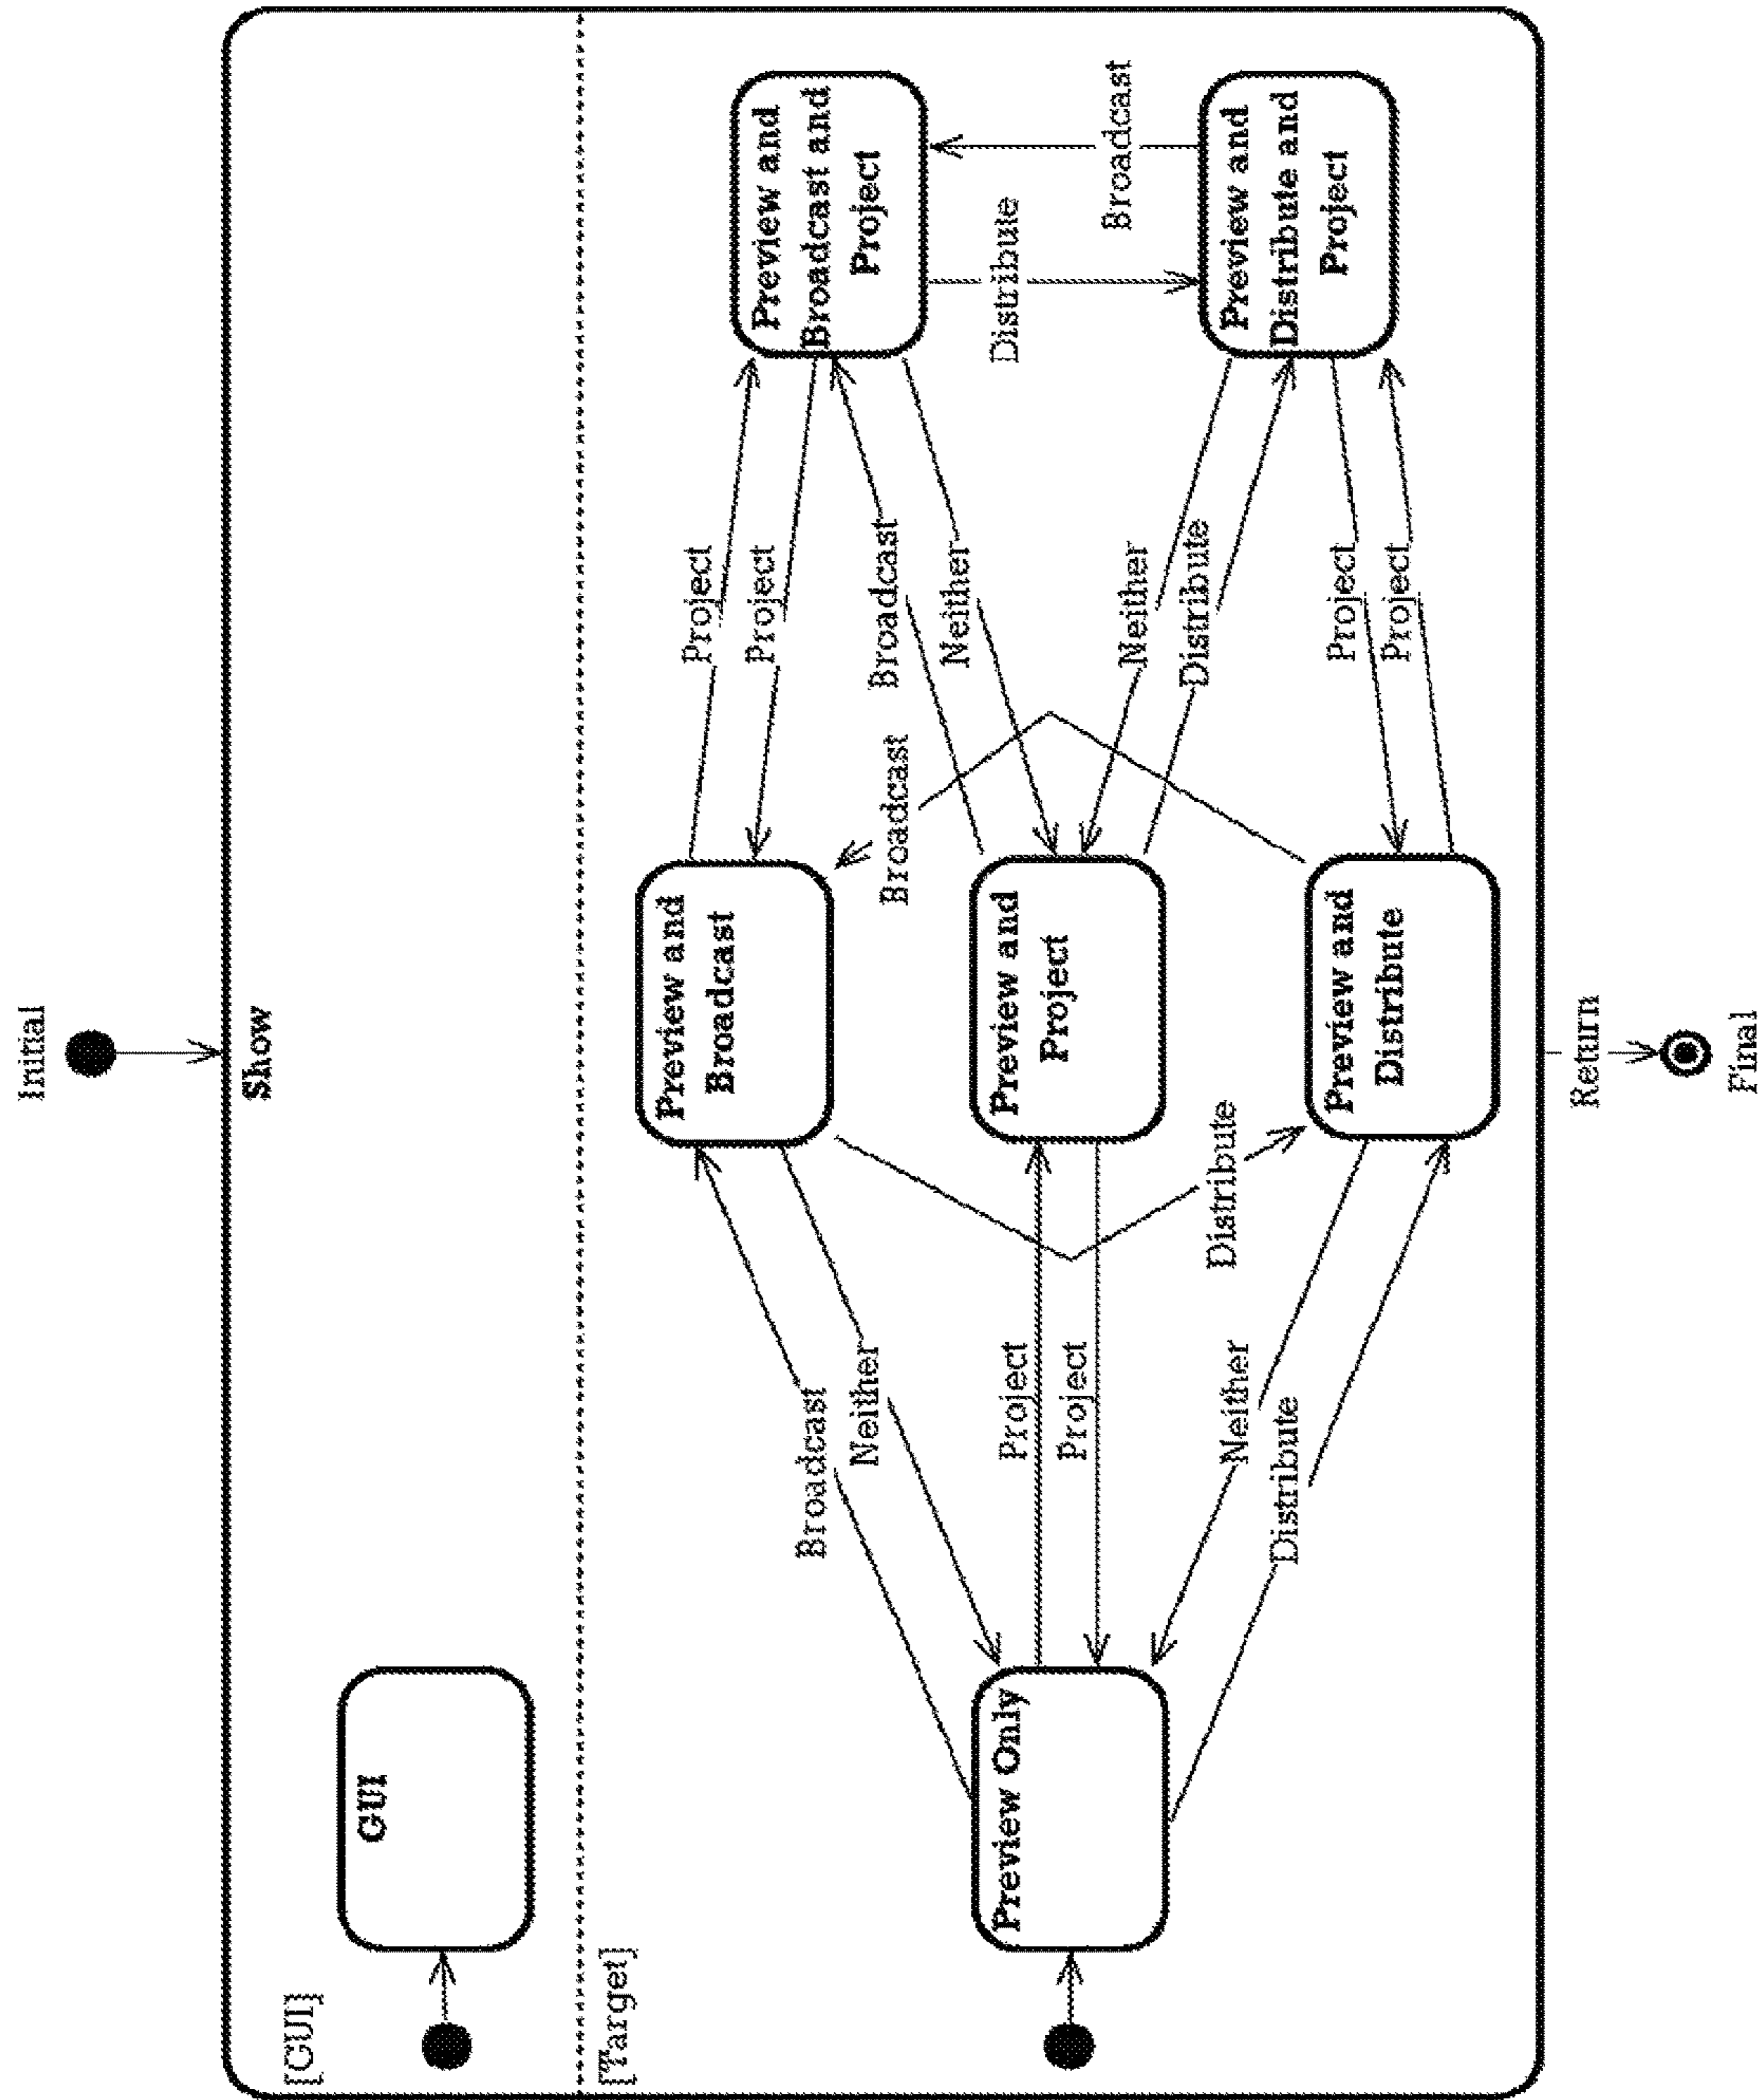 Initial
Show
[GUI]
GUI
[Target]
Preview and
Broadcast
Project
Project
Preview and
Broadcast and
Project
Broadcast
Neither
Broadcast
Broadcast
Neither
Distribute
Broadcast
Preview Only
Project
Project
Preview and
Project
Neither
Distribute
Distribute
Neither
Distribute
Preview and
Distribute
Project
Project
Preview and
Distribute and
Project
Return
Final